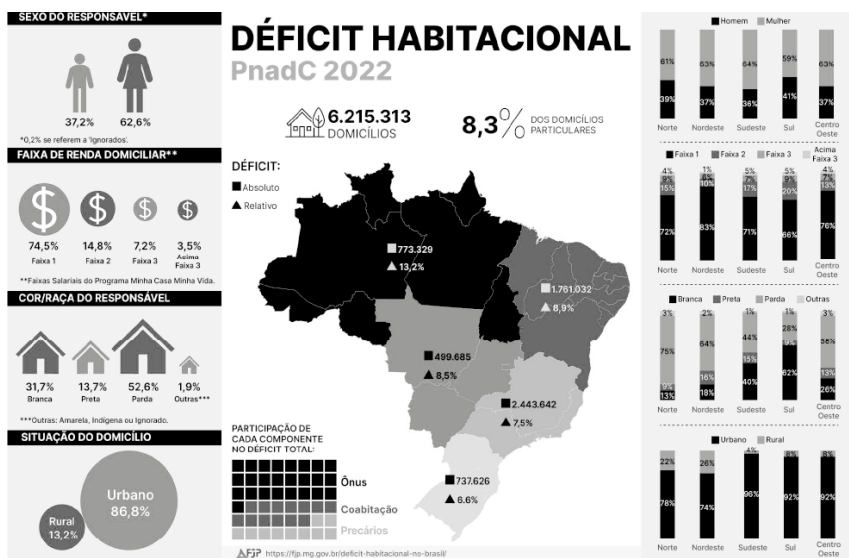 SEXO DO RESPONSÁVEL*
37,2% 62,6%
*0,2% se referem a 'Ignorados'.
FAIXA DE RENDA DOMICILIAR**
74,5% 14,8% 7,2% 3,5%
Faixa 1 Faixa 2 Faixa 3 Acima
Faixa 3
**Faixas Salariais do Programa Minha Casa Minha Vida.
COR/RAÇA DO RESPONSÁVEL
31,7% 13,7% 52,6% 1,9%
Branca Preta Parda Outras***
***Outras: Amarela, Indígena ou Ignorado.
SITUAÇÃO DO DOMICÍLIO
Urbano
86,8%
Rural
13,2%
DÉFICIT HABITACIONAL
PnadC 2022
6.215.313
DOMICÍLIOS
8,3%
DOS DOMICÍLIOS
PARTICULARES
DÉFICIT:
Absoluto
Relativo
773.329
13,2%
1.761.032
8,9%
499.685
8,5%
2.443.642
7,5%
737.626
6.6%
PARTICIPAÇÃO DE
CADA COMPONENTE
NO DÉFICIT TOTAL:
Ônus
Coabitação
Precários
FJP https://fjp.mg.gov.br/deficit-habitacional-no-brasil/
Homem Mulher
61% 63% 64% 59% 63%
39% 37% 36% 41% 37%
Norte Nordeste Sudeste Sul Centro
Oeste
Faixa 1 Faixa 2 Faixa 3 Acima
Faixa 3
4% 1% 5% 5% 4%
9% 6% 7% 9% 7%
15% 10% 17% 20% 13%
72% 83% 71% 66% 76%
Norte Nordeste Sudeste Sul Centro
Oeste
Branca Preta Parda Outras
3% 2% 1% 1% 3%
75% 64% 44% 28%
9% 16% 15% 9% 13%
13% 18% 40% 62% 26%
Norte Nordeste Sudeste Sul Centro
Oeste
Urbano Rural
22% 26% 4% 8% 8%
78% 74% 96% 92% 92%
Norte Nordeste Sudeste Sul Centro
Oeste